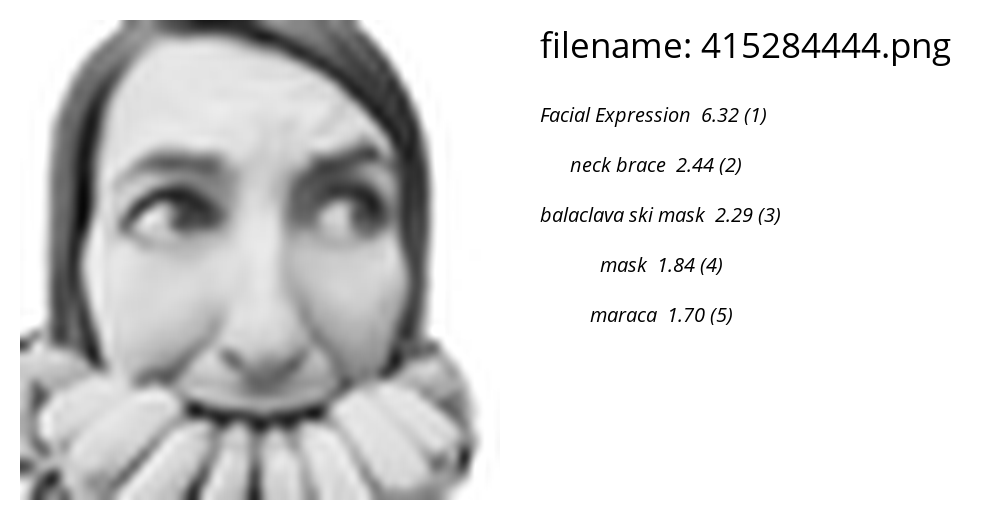 filename: 415284444.png
Facial Expression 6.32 (1)
neck brace 2.44 (2)
balaclava ski mask 2.29 (3)
mask 1.84 (4)
maraca 1.70 (5)